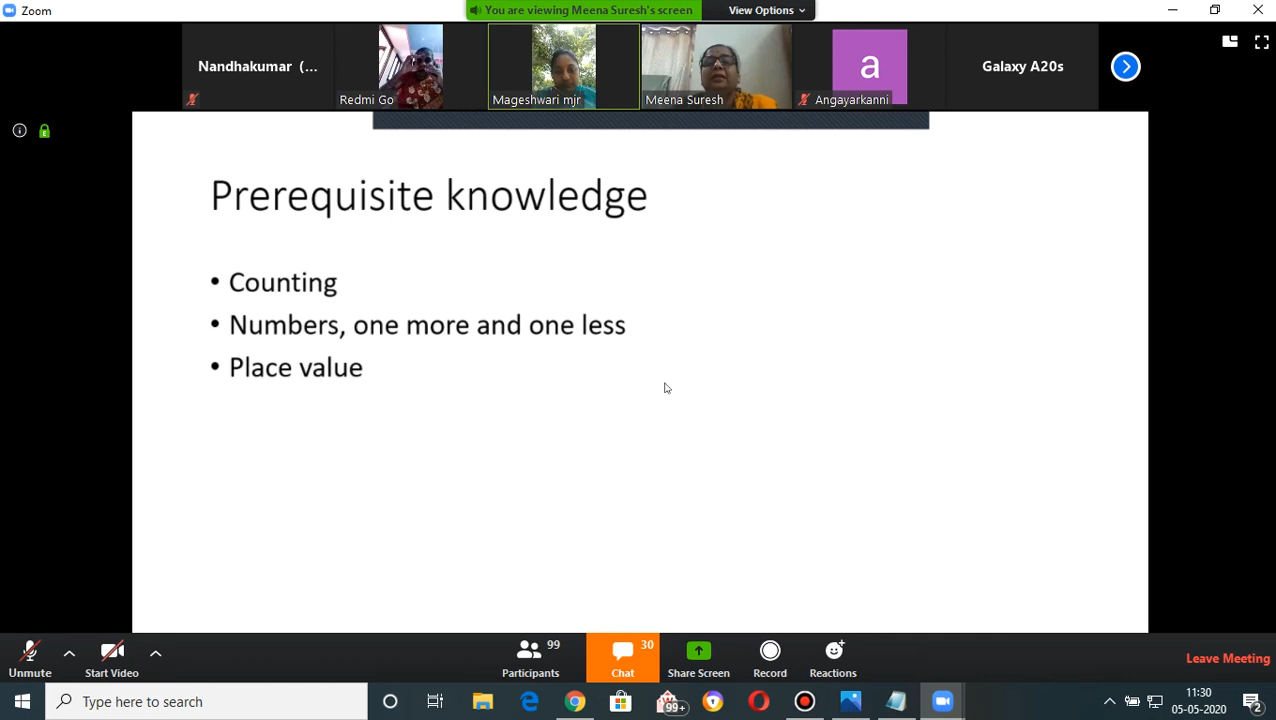 Zoom
You are viewing Meena Suresh's screen
View Options
Nandhakumar (...
Redmi Go
Mageshwari mjr
Meena Suresh
a
Angayarkanni
Galaxy A20s
E
Prerequisite knowledge
• Counting
• Numbers, one more and one less
• Place value
Unmute
Start Video
99
Participants
30
Chat
Share Screen
Record
Reactions
Leave Meeting
Type here to search
99+
11:30
05-05-2020
2